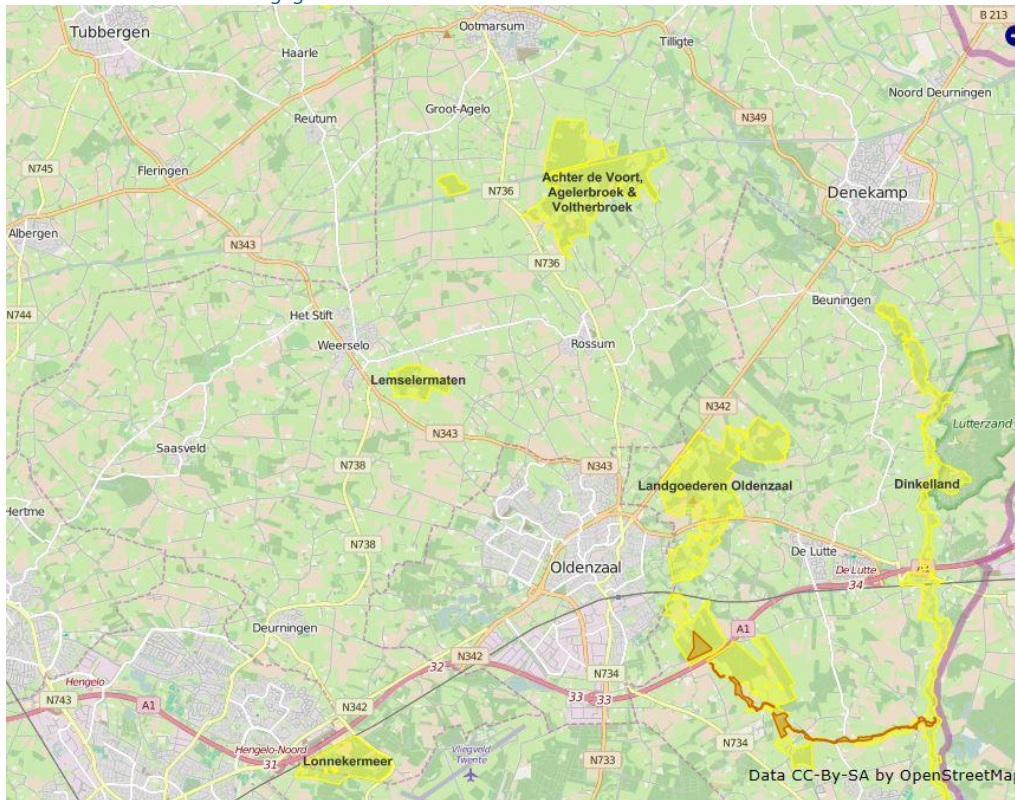 Tubbergen
Ootmarsum
B 213
Haarle
Tilligte
Noord Deurningen
Groot-Agelo
Reutum
N349
Fleringen
N745
N736
Achter de Voort,
Agelerbroek &
Voltherbroek
Denekamp
Albergen
N343
N736
Beuningen
N744
Het Stift
Weerselo
Rossum
Lemselermaten
N342
Lutterzand
N343
Saasveld
N738
N343
Landgoederen Oldenzaal
Dinkelland
Hertme
N738
De Lutte
Oldenzaal
De Lutte
34
Deurningen
A1
N342
32
N734
Hengelo
33
33
N743
A1
N342
Hengelo-Noord
31
Vliegveld
Twente
N734
Lonnekermeer
N733
Data CC-By-SA by OpenStreetMap